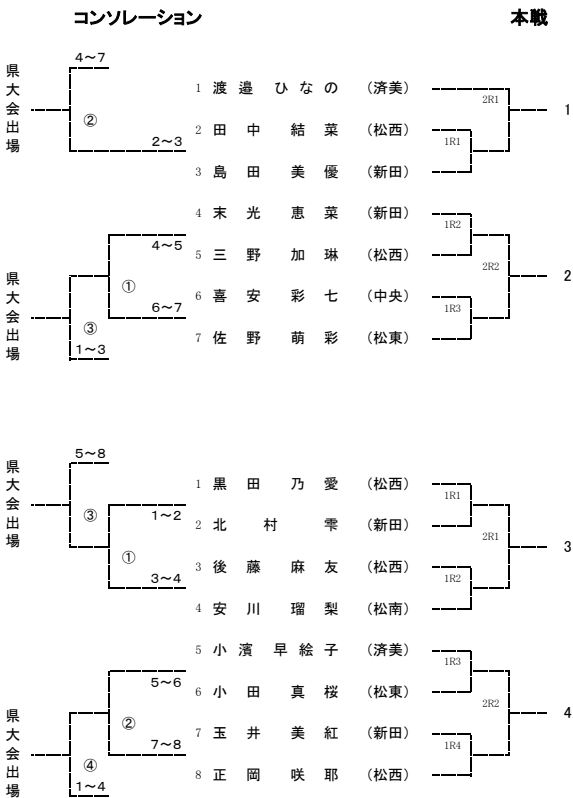 コンソレーション 本戦
4～7
県大会出場
②
2～3
1 渡邉 ひなの （済美）
2 田中 結菜 （松西）
3 島田 美優 （新田）
2R1
1R1
1
4 末光 恵菜 （新田）
5 三野 加琳 （松西）
6 喜安 彩七 （中央）
7 佐野 萌彩 （松東）
1R2
2R2
1R3
2
4～5
①
6～7
県大会出場
③
1～3
5～8
県大会出場
③
1～2
①
3～4
1 黒田 乃愛 （松西）
2 北村 雫 （新田）
3 後藤 麻友 （松西）
4 安川 瑠梨 （松南）
1R1
2R1
1R2
3
5 小濱 早絵子 （済美）
6 小田 真桜 （松東）
7 玉井 美紅 （新田）
8 正岡 咲耶 （松西）
1R3
2R2
1R4
4
5～6
②
7～8
県大会出場
④
1～4